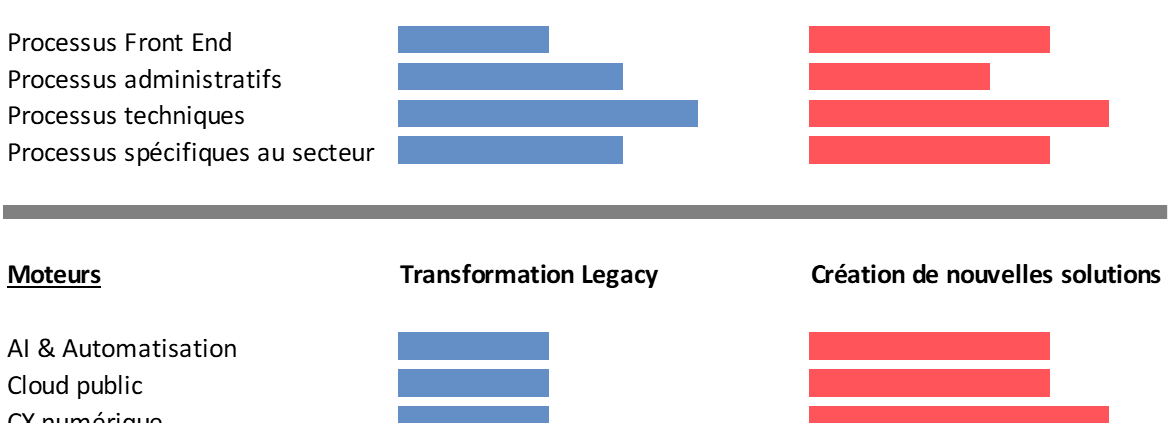 Processus Front End
Processus administratifs
Processus techniques
Processus spécifiques au secteur
Moteurs Transformation Legacy Création de nouvelles solutions
AI & Automatisation
Cloud public
CX numérique